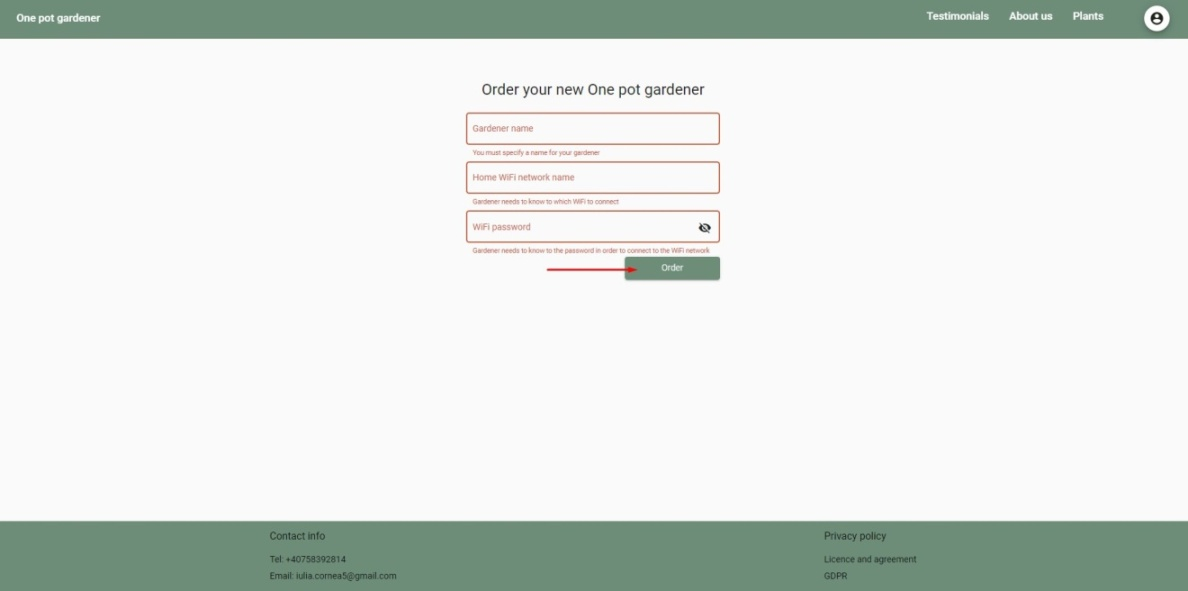 One pot gardener
Testimonials About us Plants
Order your new One pot gardener
Gardener name
You must specify a name for your gardener
Home WiFi network name
Gardener needs to know to which WiFi to connect
WiFi password
Gardener needs to know to the password in order to connect to the WiFi network
Order
Contact info
Tel: +40758392814
Email: iulia.cornea5@gmail.com
Privacy policy
Licence and agreement
GDPR